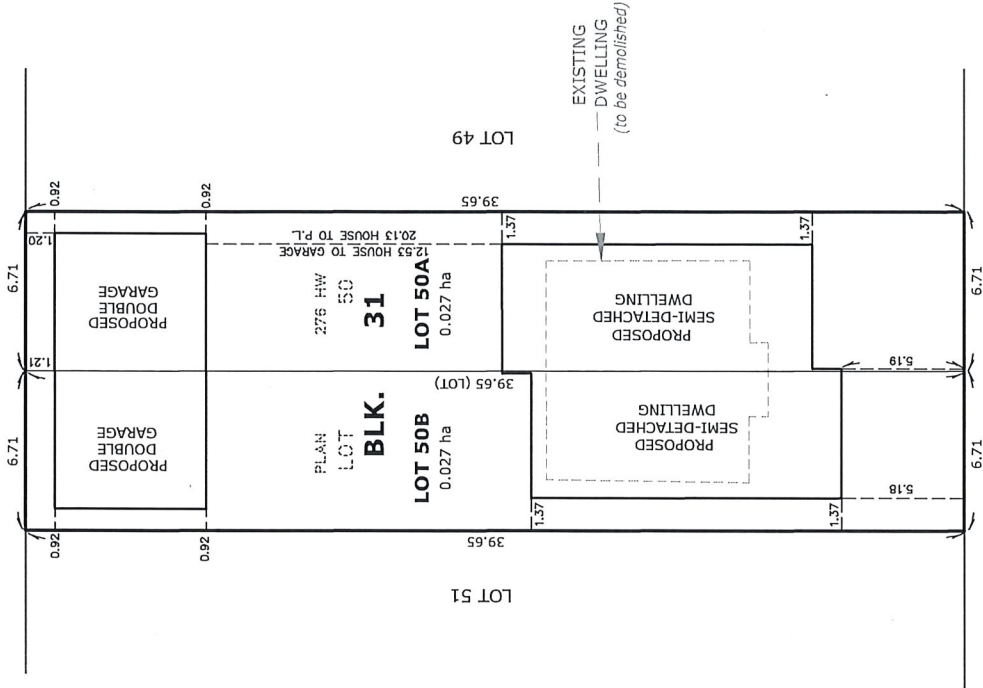 EXISTING
DWELLING
(to be demolished)
LOT 49
6.71
6.71
0.92
0.92
0.92
0.92
1.20
1.21
PROPOSED
DOUBLE
GARAGE
PROPOSED
DOUBLE
GARAGE
20.13 HOUSE TO P.L.
12.53 HOUSE TO GARAGE
39.65
39.65 (LOT)
39.65
PLAN 276 HW
LOT 50
BLK. 31
LOT 50B
0.027 ha
LOT 50A
0.027 ha
1.37
1.37
1.37
1.37
PROPOSED
SEMI-DETACHED
DWELLING
PROPOSED
SEMI-DETACHED
DWELLING
5.19
5.18
6.71
6.71
LOT 51